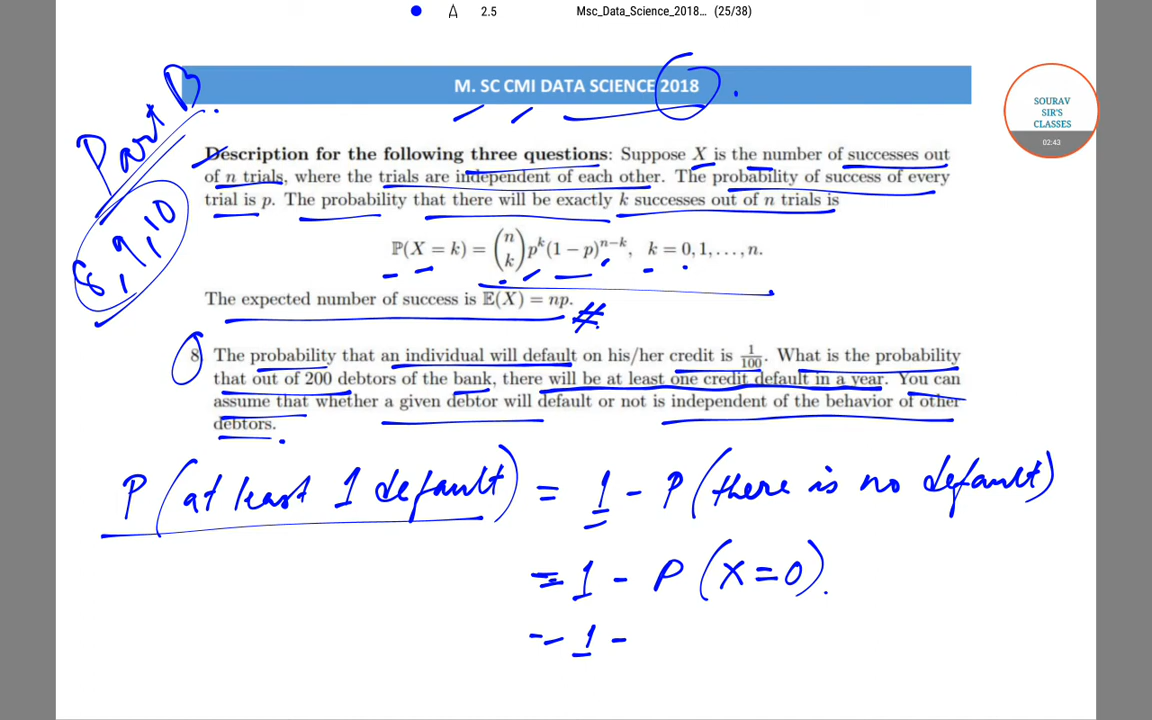 2.5 Msc_Data_Science_2018... (25/38)
M. SC CMI DATA SCIENCE 2018
SOURAV
SIR'S
CLASSES
02:43
Part B
8, 9, 10
Description for the following three questions: Suppose X is the number of successes out
of n trials, where the trials are independent of each other. The probability of success of every
trial is p. The probability that there will be exactly k successes out of n trials is
ℙ(X = k) = (n k) p^k (1 − p)^{n−k}, k = 0, 1, . . . , n.
The expected number of success is 𝔼(X) = np. #
8 The probability that an individual will default on his/her credit is 1/100. What is the probability
that out of 200 debtors of the bank, there will be at least one credit default in a year. You can
assume that whether a given debtor will default or not is independent of the behavior of other
debtors.
P (at least 1 default) = 1 - P (there is no default)
= 1 - P (X = 0).
= 1 -